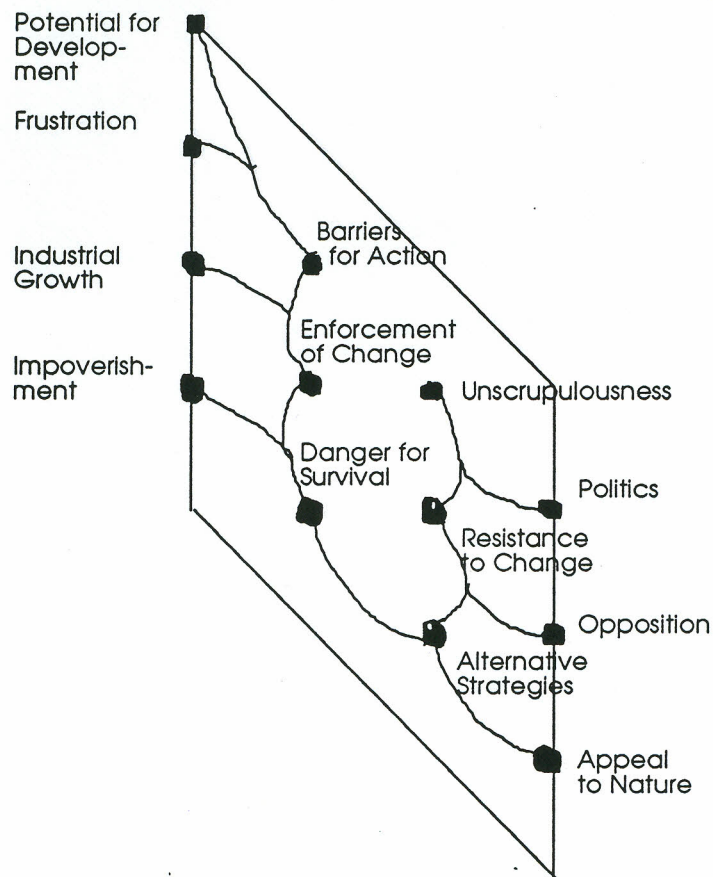 Potential for
Develop-
ment
Frustration
Barriers
for Action
Industrial
Growth
Enforcement
of Change
Impoverish-
ment
Unscrupulousness
Danger for
Survival
Politics
Resistance
to Change
Opposition
Alternative
Strategies
Appeal
to Nature